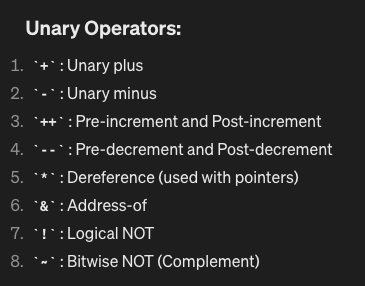 Unary Operators:
1. `+` : Unary plus
2. `-` : Unary minus
3. `++` : Pre-increment and Post-increment
4. `--` : Pre-decrement and Post-decrement
5. `*` : Dereference (used with pointers)
6. `&` : Address-of
7. `!` : Logical NOT
8. `~` : Bitwise NOT (Complement)